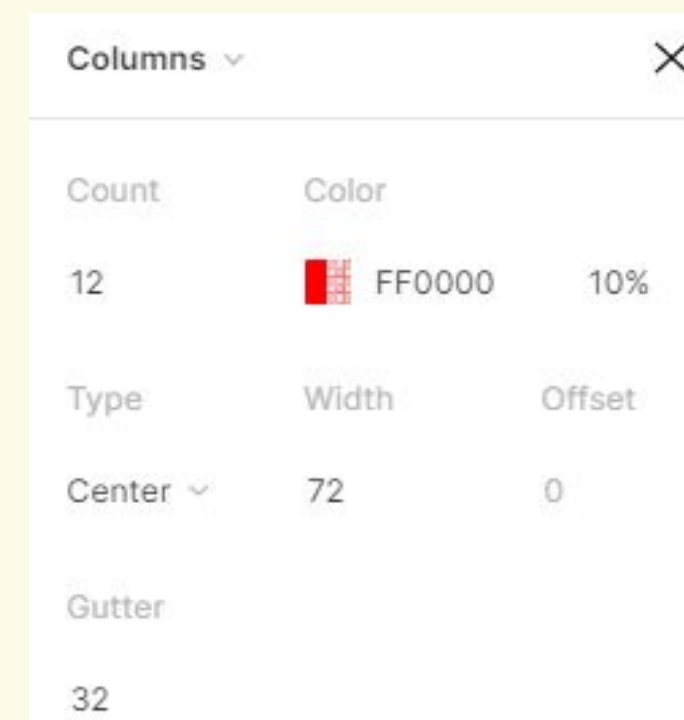 Columns
Count Color
12 FF0000 10%
Type Width Offset
Center 72 0
Gutter
32